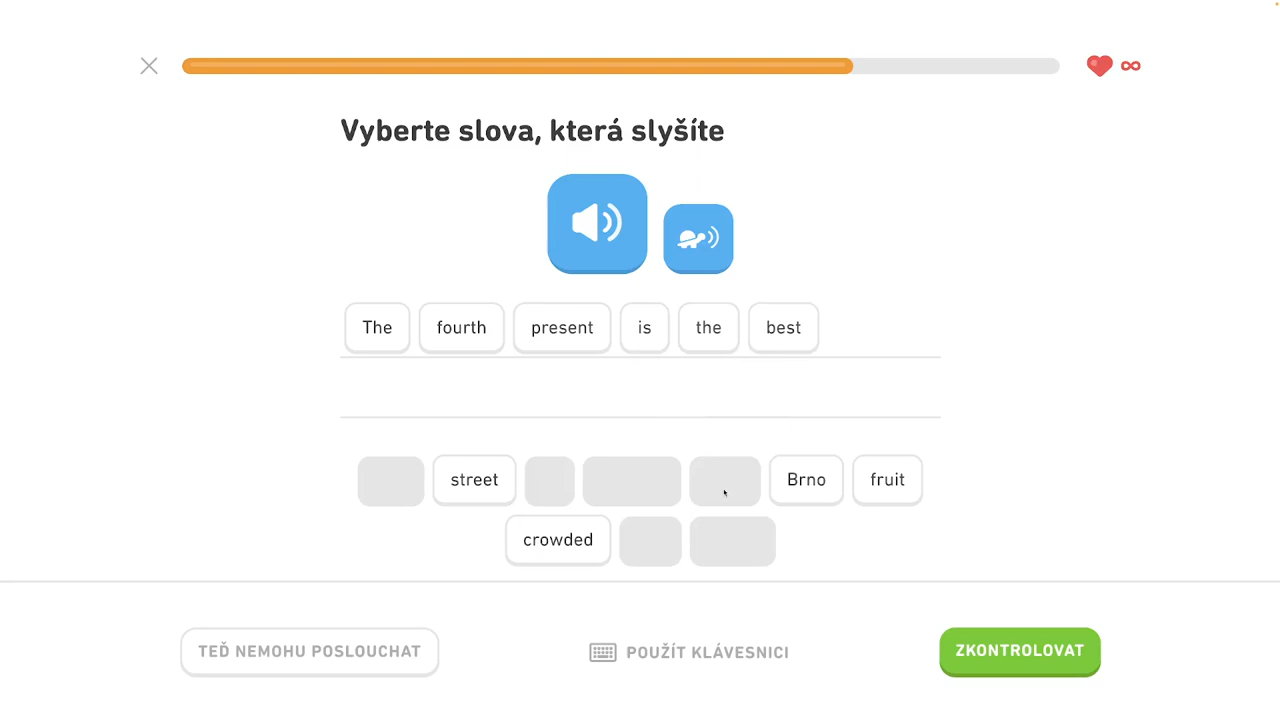 Vyberte slova, která slyšíte
The fourth present is the best
street Brno fruit
crowded
TEĎ NEMOHU POSLOUCHAT POUŽÍT KLÁVESNICI ZKONTROLOVAT